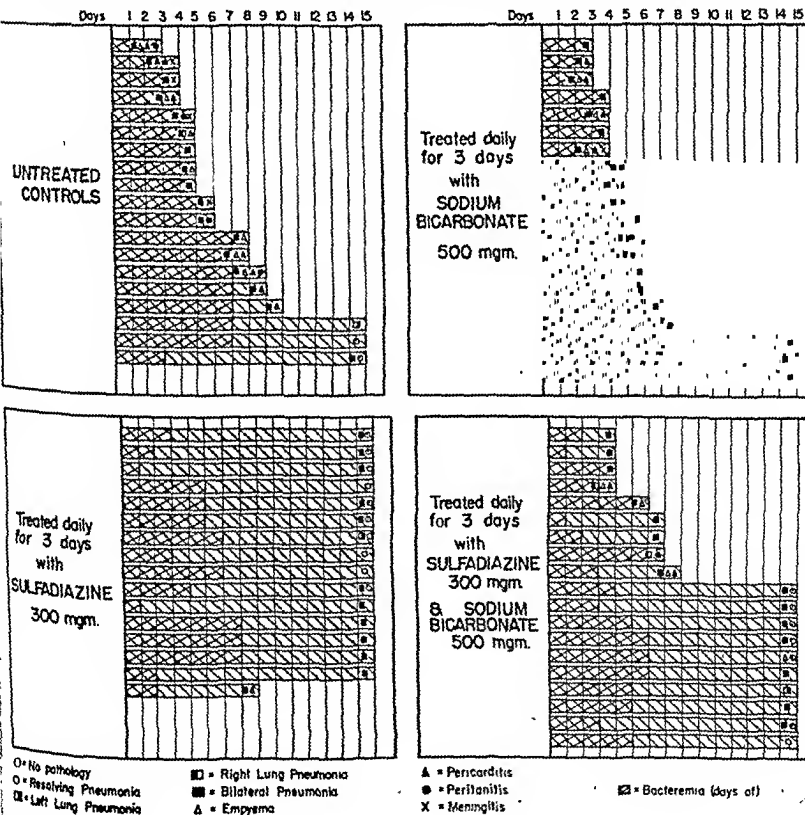 Days 1 2 3 4 5 6 7 8 9 10 11 12 13 14 15
UNTREATED
CONTROLS
Days 1 2 3 4 5 6 7 8 9 10 11 12 13 14 15
Treated daily
for 3 days
with
SODIUM
BICARBONATE
500 mgm.
Treated daily
for 3 days
with
SULFADIAZINE
300 mgm.
Treated daily
for 3 days
with
SULFADIAZINE
300 mgm.
& SODIUM
BICARBONATE
500 mgm.
O = No pathology
O = Resolving Pneumonia
= Left Lung Pneumonia
= Right Lung Pneumonia
■ = Bilateral Pneumonia
△ = Empyema
▲ = Pericarditis
● = Peritonitis
X = Meningitis
= Bacteremia (days of)